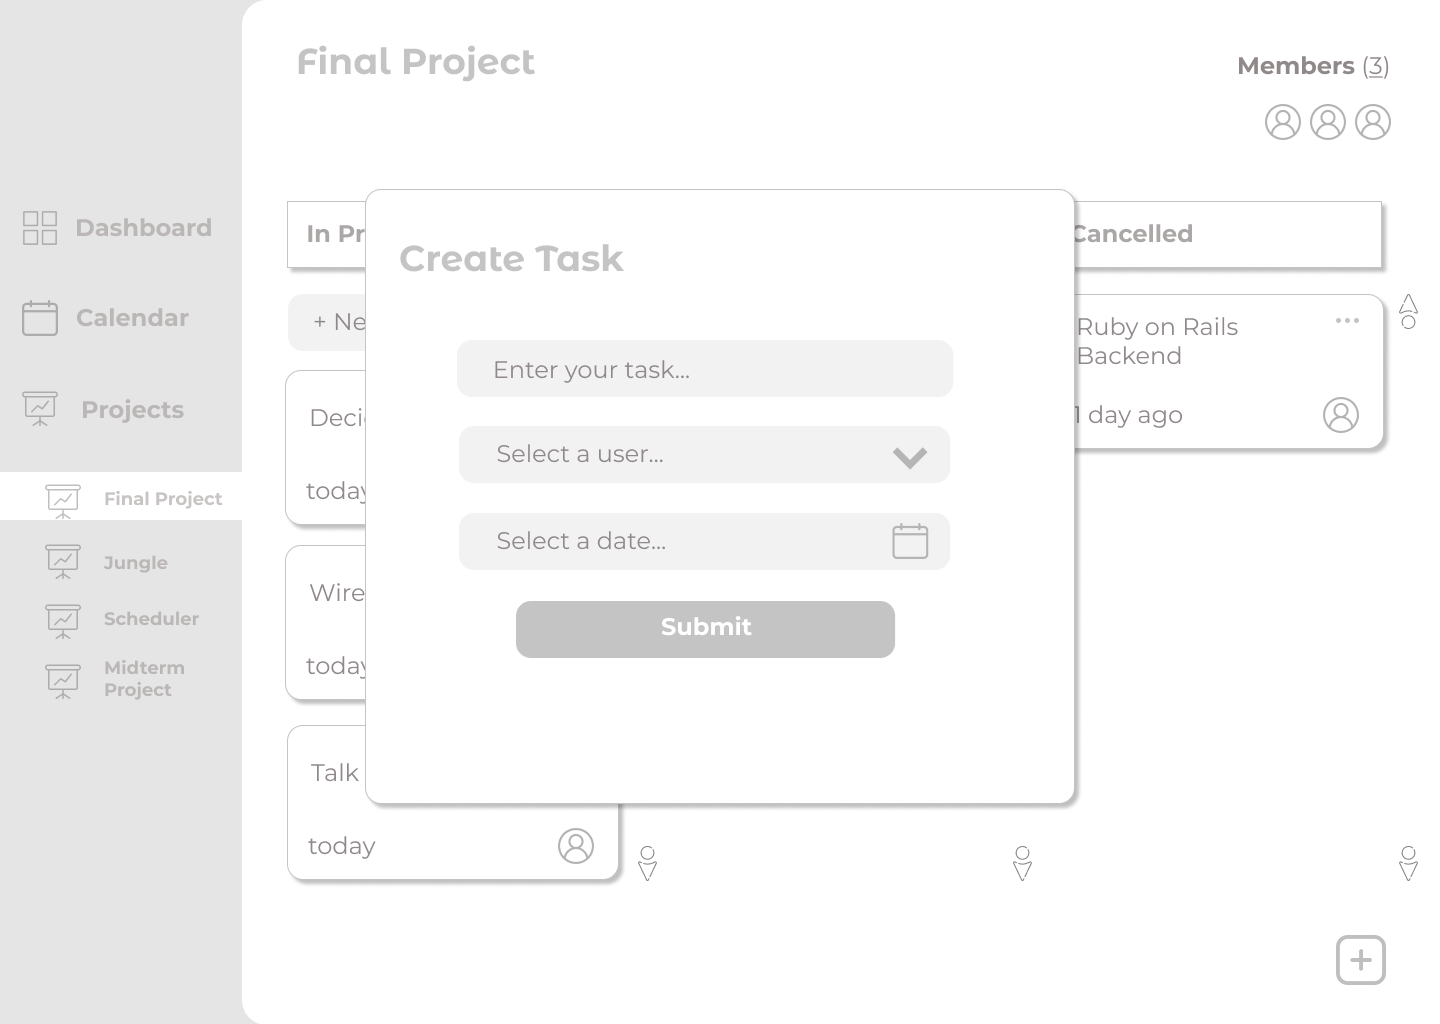 Final Project
Members (3)
Dashboard
Calendar
Projects
Final Project
Jungle
Scheduler
Midterm
Project
In Pr
Cancelled
+ Ne
Deci
today
Wire
today
Talk
today
Create Task
Enter your task...
Select a user...
Select a date...
Submit
Ruby on Rails
Backend
1 day ago